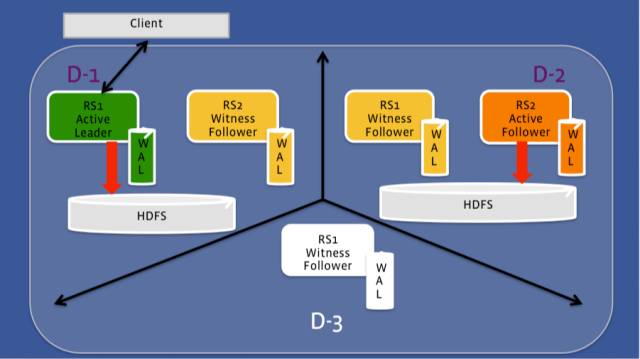 Client
D-1
D-2
RS1
Active
Leader
W
A
L
RS2
Witness
Follower
W
A
L
RS1
Witness
Follower
W
A
L
RS2
Active
Follower
W
A
L
HDFS
HDFS
RS1
Witness
Follower
W
A
L
D-3